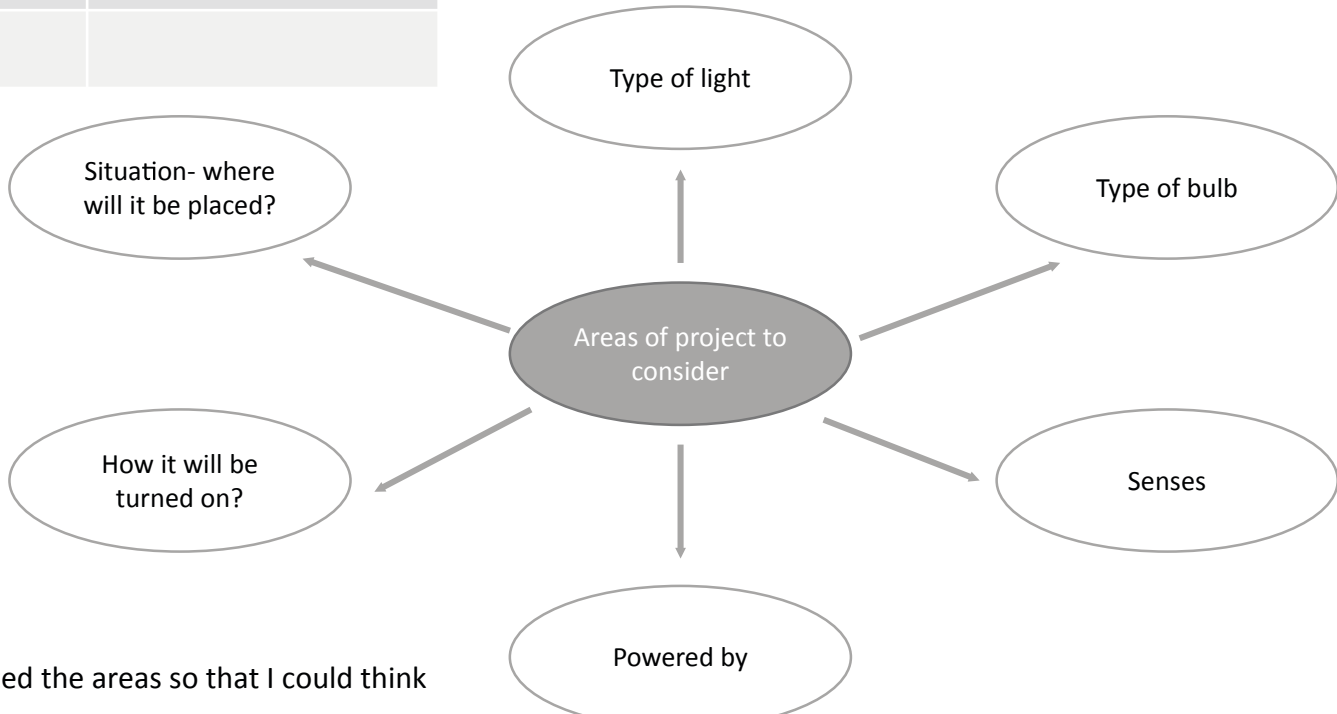 Type of light
Situation- where
will it be placed?
Type of bulb
Areas of project to
consider
How it will be
turned on?
Senses
Powered by
the areas so that I could think